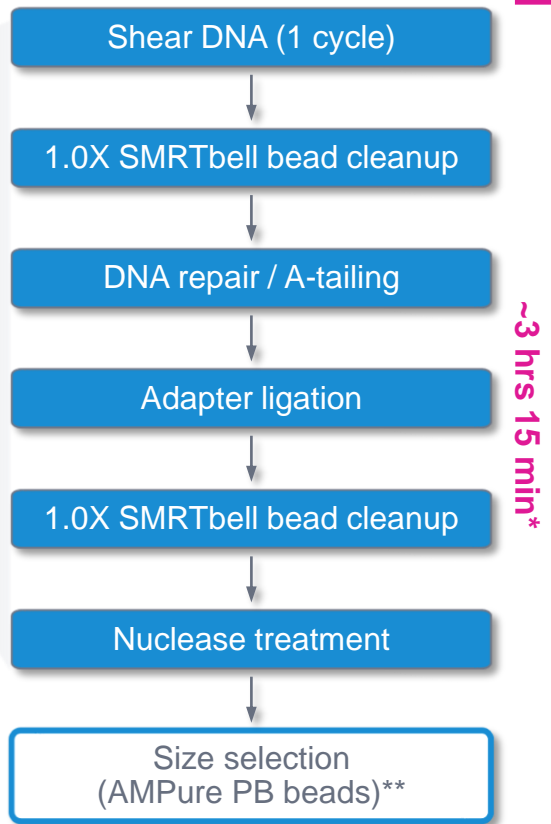 Shear DNA (1 cycle)
1.0X SMRTbell bead cleanup
DNA repair / A-tailing
Adapter ligation
1.0X SMRTbell bead cleanup
Nuclease treatment
Size selection
(AMPure PB beads)**
~3 hrs 15 min*